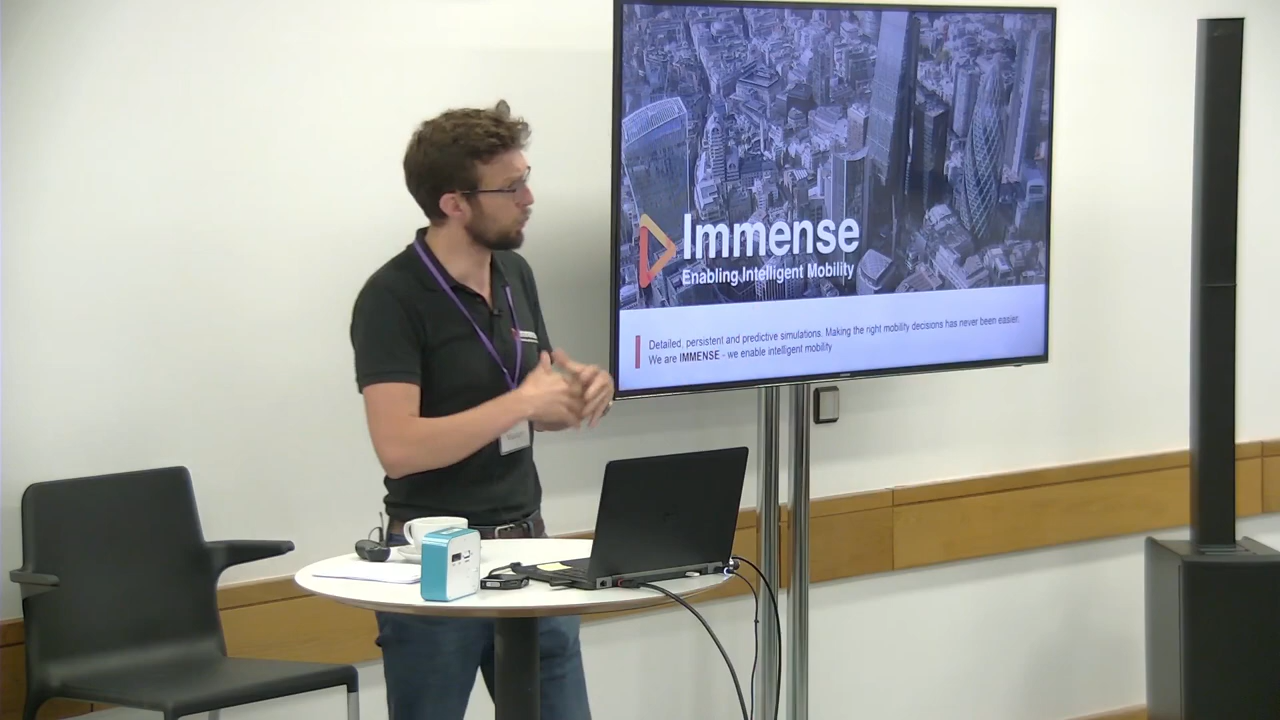 Immense
Enabling Intelligent Mobility
Detailed, persistent and predictive simulations. Making the right mobility decisions has never been easier.
We are IMMENSE - we enable intelligent mobility